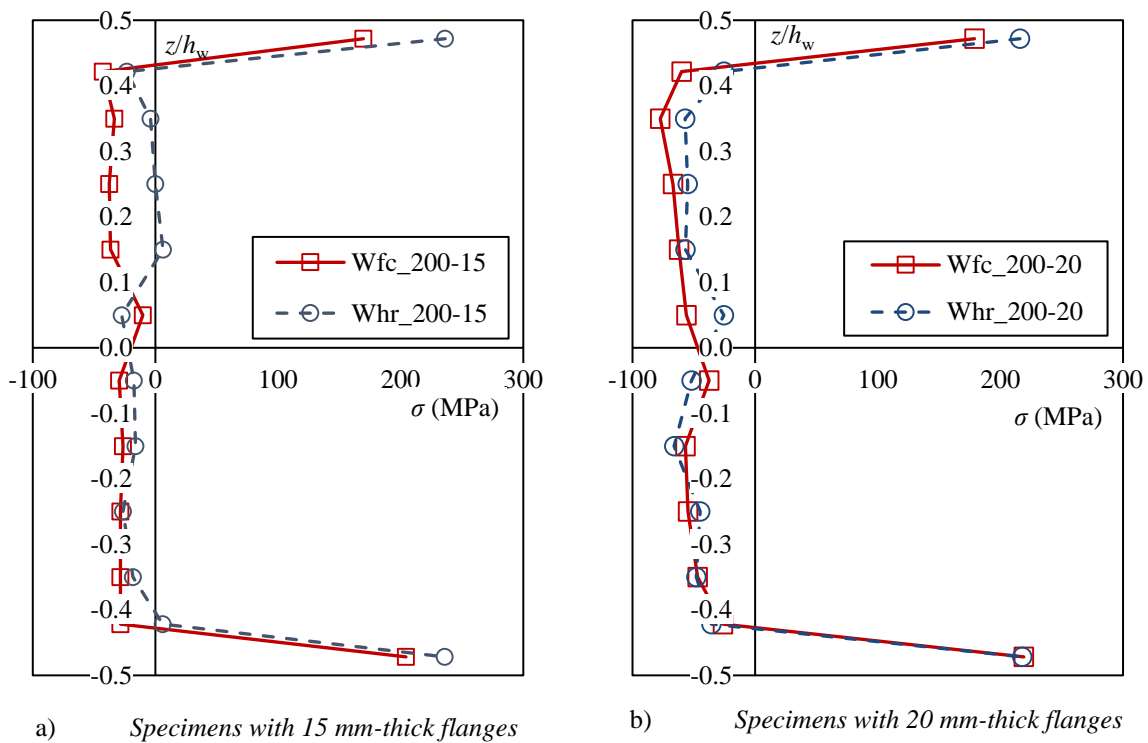 0.5
z/hw
0.4
0.3
0.2
0.1
0.0
-100 0 100 200 300
-0.1
σ (MPa)
-0.2
-0.3
-0.4
-0.5
Wfc_200-15
Whr_200-15
a) Specimens with 15 mm-thick flanges
0.5
z/hw
0.4
0.3
0.2
0.1
0.0
-100 0 100 200 300
-0.1
σ (MPa)
-0.2
-0.3
-0.4
-0.5
Wfc_200-20
Whr_200-20
b) Specimens with 20 mm-thick flanges